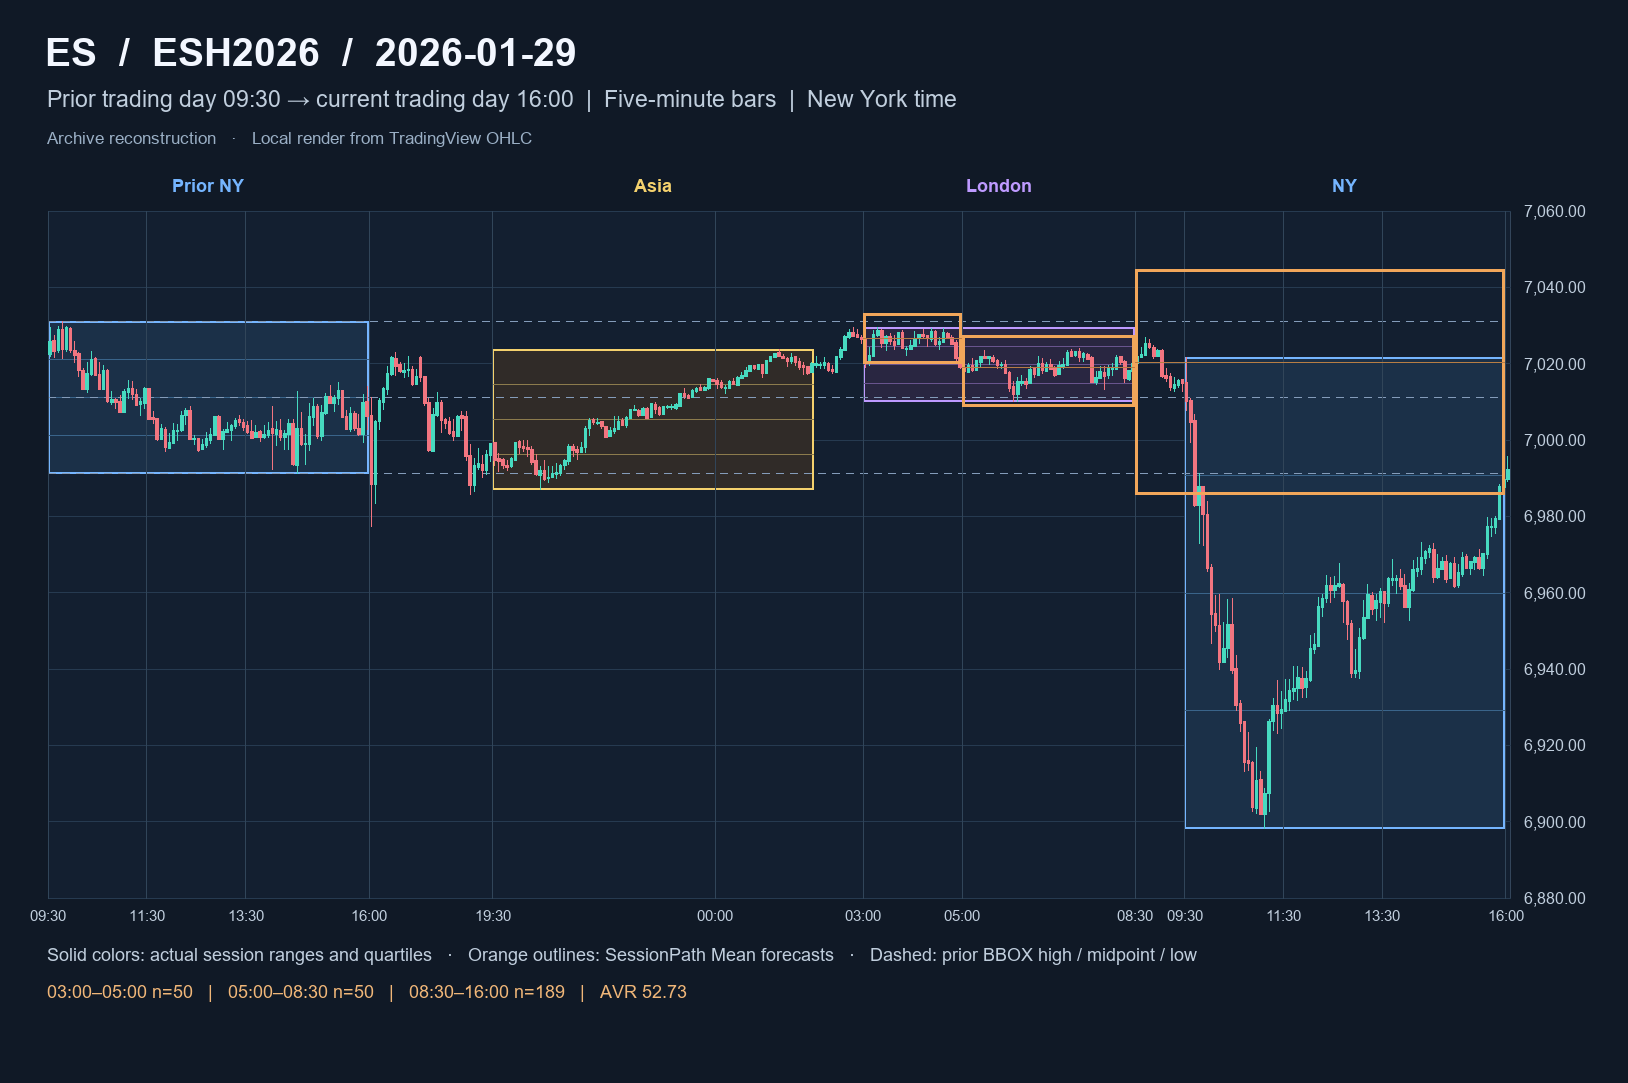 ES / ESH2026 / 2026-01-29
Prior trading day 09:30 → current trading day 16:00 | Five-minute bars | New York time
Archive reconstruction · Local render from TradingView OHLC
Prior NY Asia London NY
7,060.00
7,040.00
7,020.00
7,000.00
6,980.00
6,960.00
6,940.00
6,920.00
6,900.00
6,880.00
09:30 11:30 13:30 16:00 19:30 00:00 03:00 05:00 08:30 09:30 11:30 13:30 16:00
Solid colors: actual session ranges and quartiles · Orange outlines: SessionPath Mean forecasts · Dashed: prior BBOX high / midpoint / low
03:00–05:00 n=50 | 05:00–08:30 n=50 | 08:30–16:00 n=189 | AVR 52.73